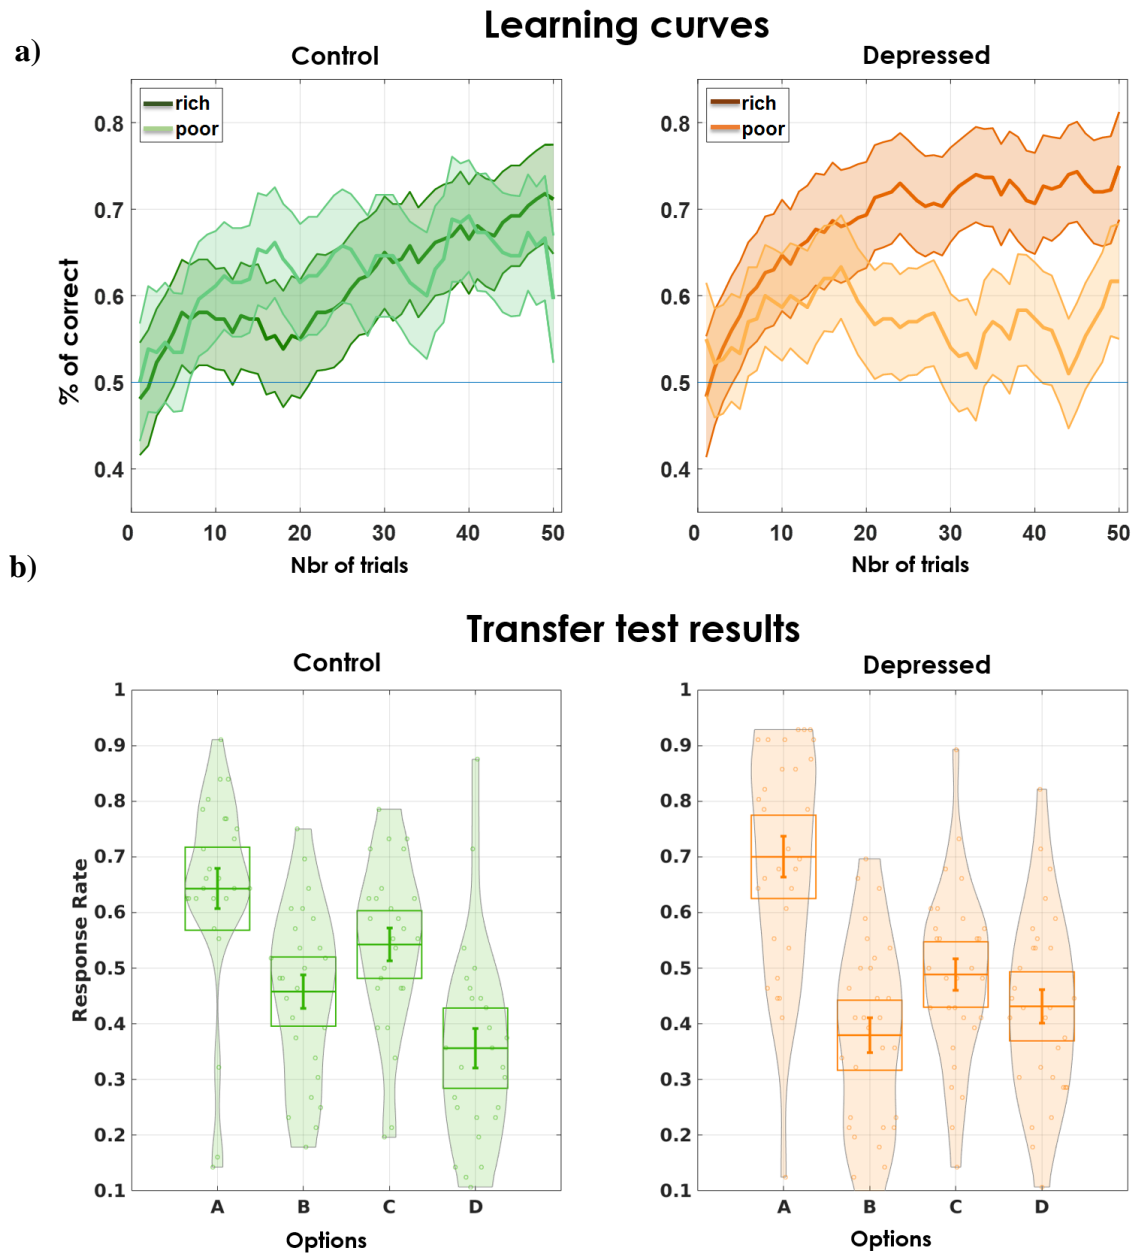 Learning curves
a)
Control
Depressed
rich
poor
rich
poor
% of correct
0.8
0.7
0.6
0.5
0.4
0.8
0.7
0.6
0.5
0.4
0 10 20 30 40 50
0 10 20 30 40 50
Nbr of trials
Nbr of trials
b)
Transfer test results
Control
Depressed
Response Rate
1
0.9
0.8
0.7
0.6
0.5
0.4
0.3
0.2
0.1
1
0.9
0.8
0.7
0.6
0.5
0.4
0.3
0.2
0.1
A B C D
A B C D
Options
Options